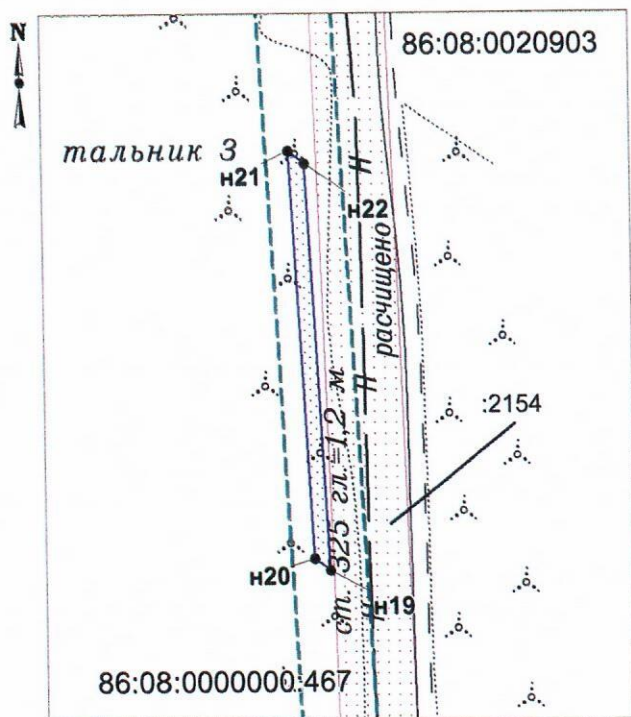 N
86:08:0020903
тальник 3
н21
н22
Н
расчищено
Н
:2154
ст. 325 гл.=1,2 м
н20
н19
86:08:0000000:467